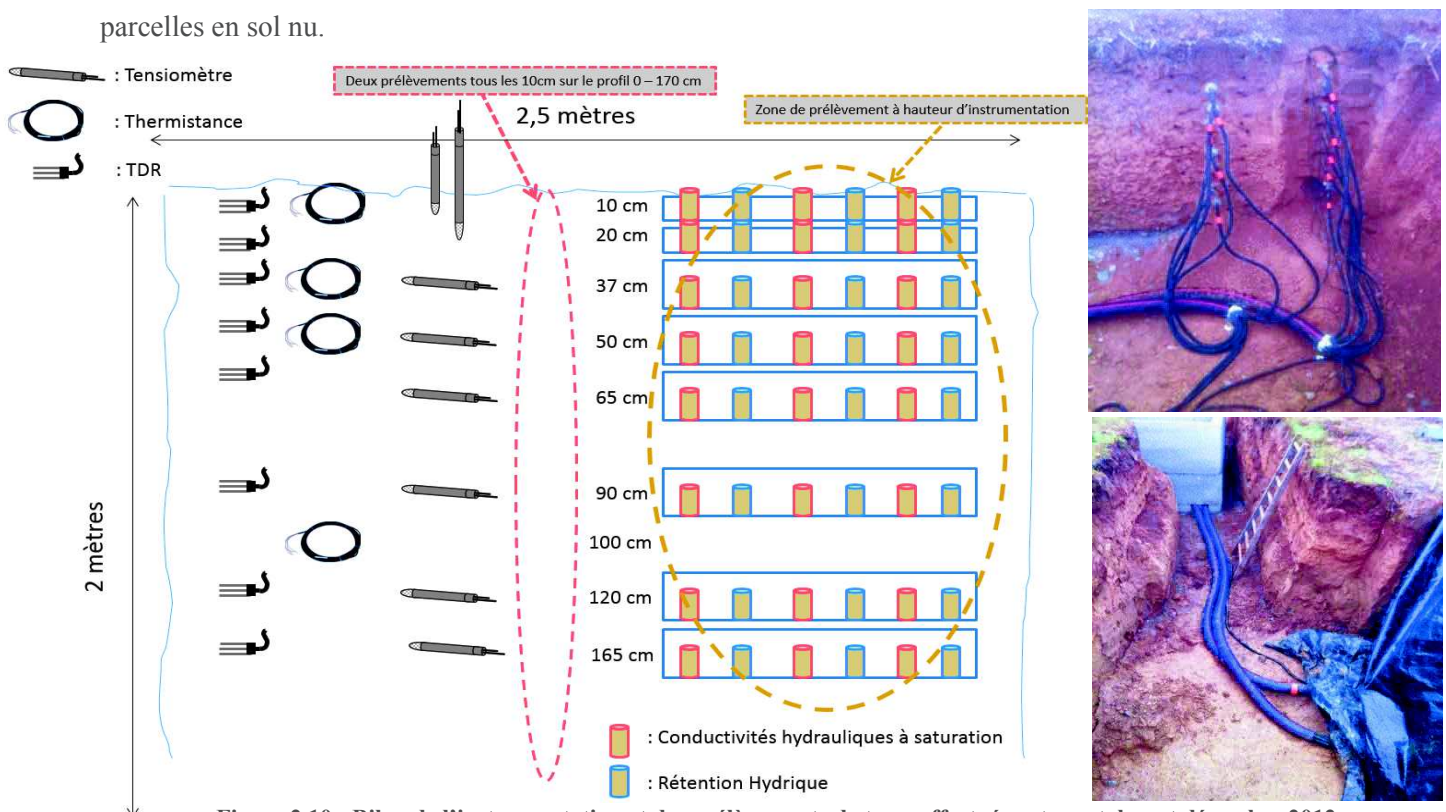 parcelles en sol nu.
: Tensiomètre
Deux prélèvements tous les 10cm sur le profil 0 – 170 cm
Zone de prélèvement à hauteur d'instrumentation
: Thermistance
2,5 mètres
: TDR
10 cm
20 cm
37 cm
50 cm
65 cm
90 cm
100 cm
120 cm
165 cm
2 mètres
: Conductivités hydrauliques à saturation
: Rétention Hydrique